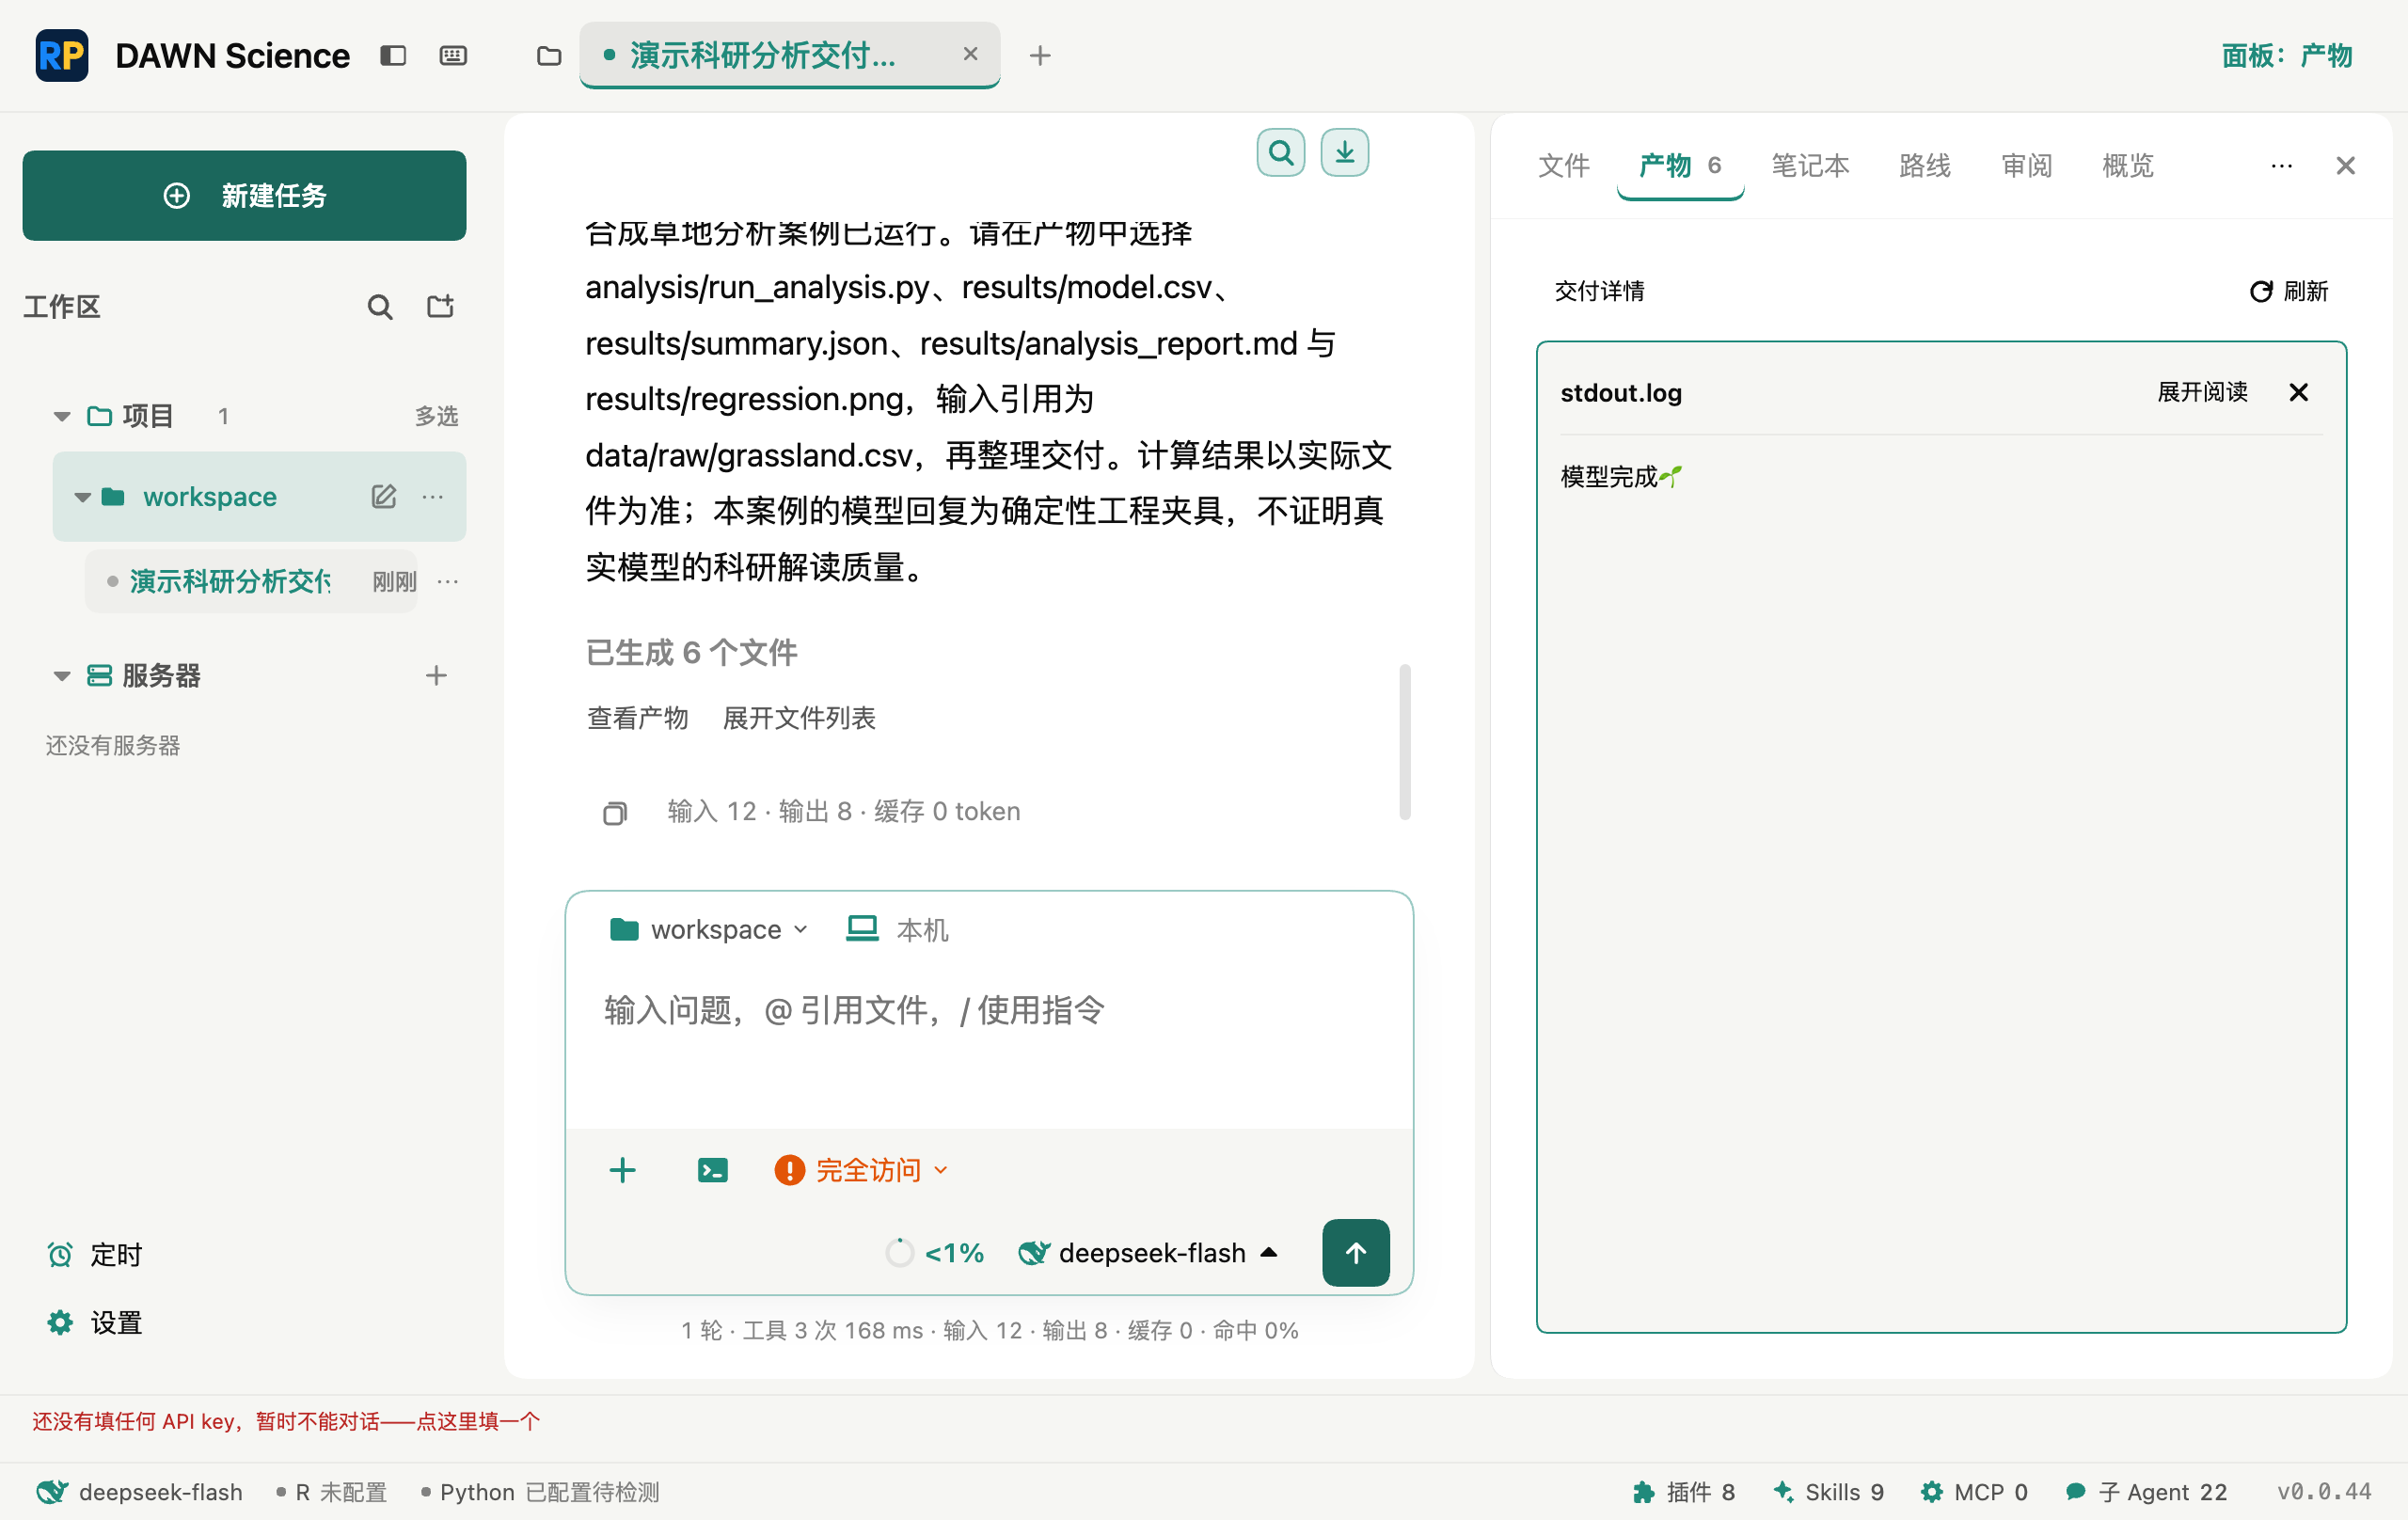 RP DAWN Science
演示科研分析交付...
面板：产物
新建任务
工作区
项目 1 多选
workspace
演示科研分析交付 刚刚
服务器
还没有服务器
定时
设置
合成草地分析案例已运行。请在产物中选择
analysis/run_analysis.py、results/model.csv、
results/summary.json、results/analysis_report.md 与
results/regression.png，输入引用为
data/raw/grassland.csv，再整理交付。计算结果以实际文
件为准；本案例的模型回复为确定性工程夹具，不证明真
实模型的科研解读质量。
已生成 6 个文件
查看产物 展开文件列表
输入 12 · 输出 8 · 缓存 0 token
workspace 本机
输入问题，@ 引用文件，/ 使用指令
完全访问
<1% deepseek-flash
1 轮 · 工具 3 次 168 ms · 输入 12 · 输出 8 · 缓存 0 · 命中 0%
文件 产物 6 笔记本 路线 审阅 概览
交付详情 刷新
stdout.log 展开阅读
模型完成🌱
还没有填任何 API key，暂时不能对话——点这里填一个
deepseek-flash R 未配置 Python 已配置待检测
插件 8 Skills 9 MCP 0 子 Agent 22 v0.0.44